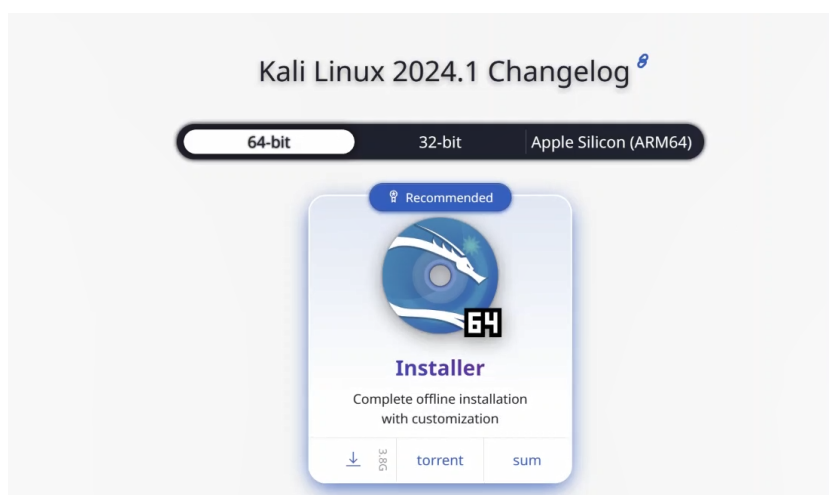 Kali Linux 2024.1 Changelog
64-bit
32-bit
Apple Silicon (ARM64)
Recommended
64
Installer
Complete offline installation
with customization
3.8G
torrent
sum